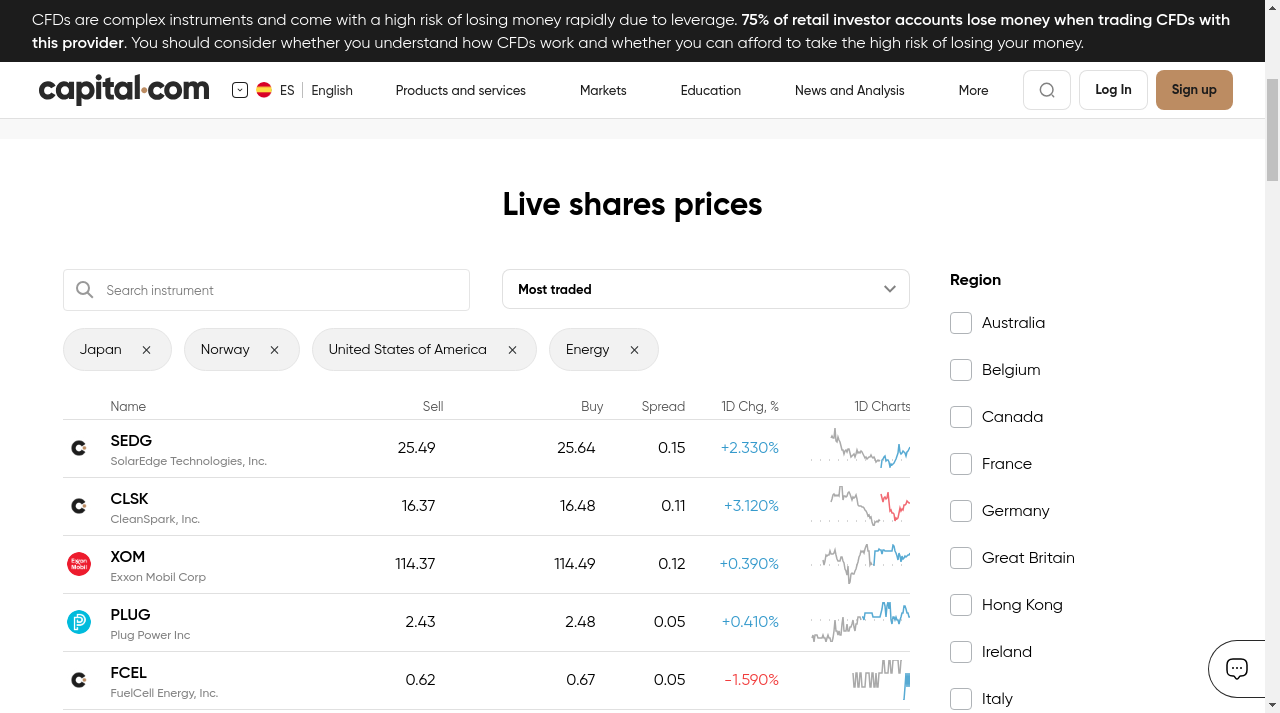 CFDs are complex instruments and come with a high risk of losing money rapidly due to leverage. 75% of retail investor accounts lose money when trading CFDs with
this provider. You should consider whether you understand how CFDs work and whether you can afford to take the high risk of losing your money.
capital.com ES English Products and services Markets Education News and Analysis More Log In Sign up
Live shares prices
Search instrument Most traded
Japan Norway United States of America Energy
Name Sell Buy Spread 1D Chg, % 1D Charts
SEDG 25.49 25.64 0.15 +2.330%
SolarEdge Technologies, Inc.
CLSK 16.37 16.48 0.11 +3.120%
CleanSpark, Inc.
Exxon Mobil
XOM 114.37 114.49 0.12 +0.390%
Exxon Mobil Corp
PLUG 2.43 2.48 0.05 +0.410%
Plug Power Inc
FCEL 0.62 0.67 0.05 -1.590%
FuelCell Energy, Inc.
Region
Australia
Belgium
Canada
France
Germany
Great Britain
Hong Kong
Ireland
Italy